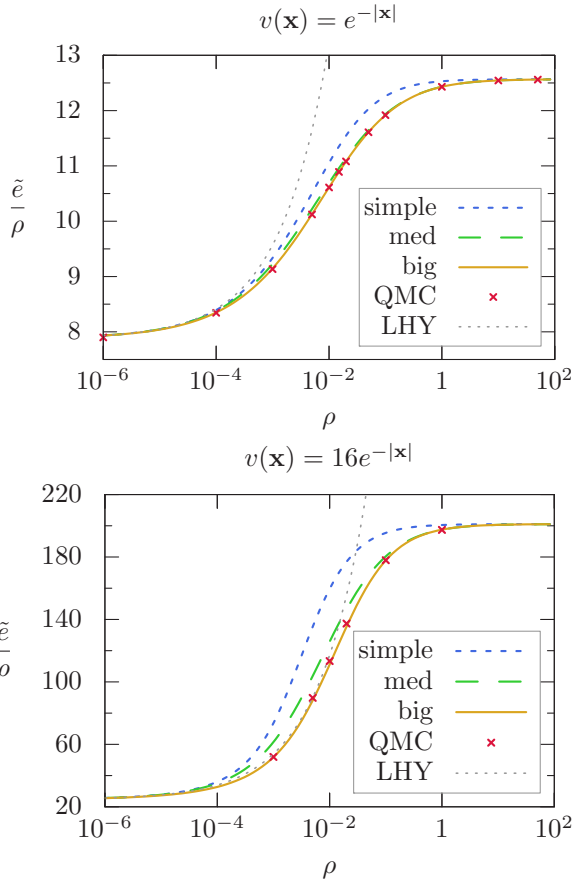 v(x) = e^{-|x|}
13
12
11
10
9
8
ẽ/ρ
simple
med
big
QMC
LHY
10^{-6} 10^{-4} 10^{-2} 1 10^2
ρ
v(x) = 16e^{-|x|}
220
180
140
100
60
20
ẽ/ρ
simple
med
big
QMC
LHY
10^{-6} 10^{-4} 10^{-2} 1 10^2
ρ